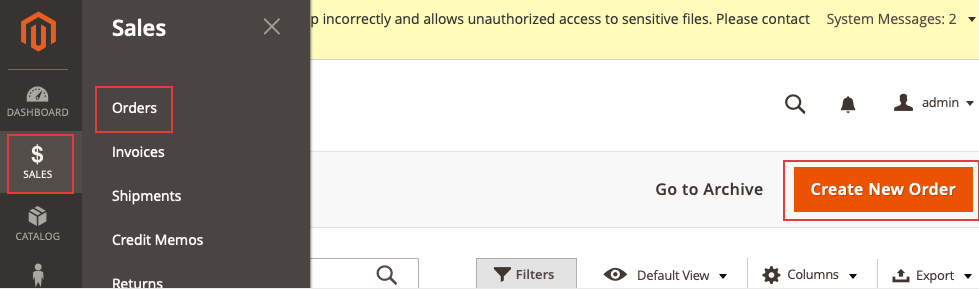 Sales
p incorrectly and allows unauthorized access to sensitive files. Please contact
System Messages: 2
DASHBOARD
Orders
admin
$
SALES
Invoices
Shipments
Go to Archive
Create New Order
CATALOG
Credit Memos
Returns
Filters
Default View
Columns
Export